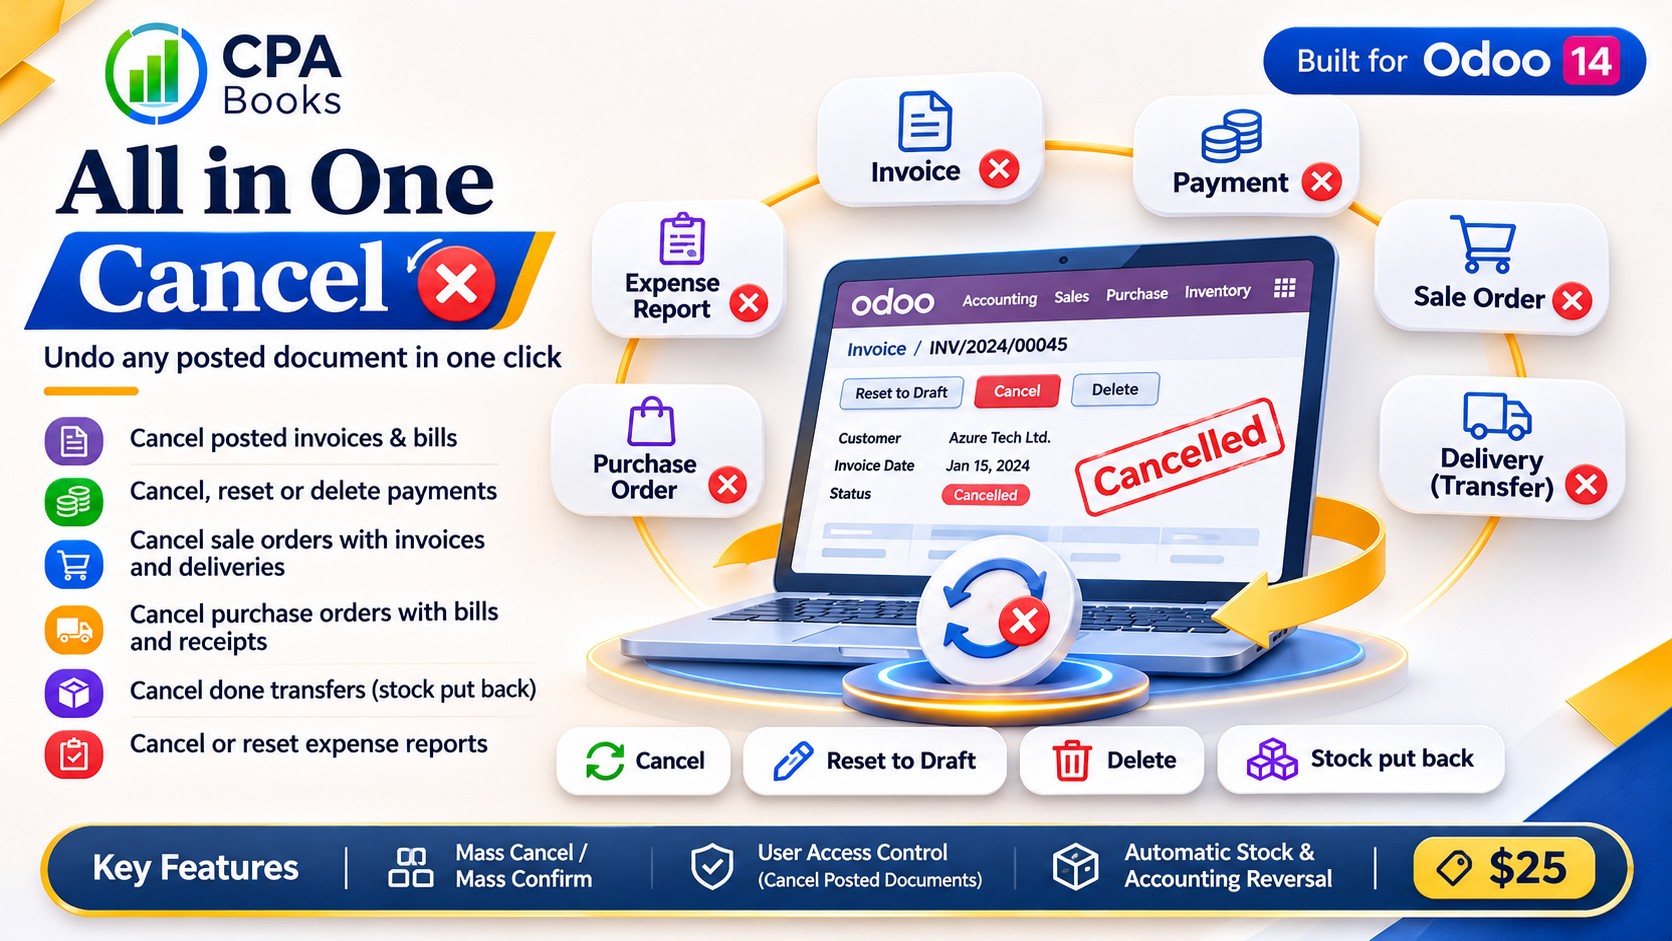 CPA
Books
All in One
Cancel
Undo any posted document in one click
Cancel posted invoices & bills
Cancel, reset or delete payments
Cancel sale orders with invoices
and deliveries
Cancel purchase orders with bills
and receipts
Cancel done transfers (stock put back)
Cancel or reset expense reports
Built for Odoo 14
Invoice
Payment
Expense
Report
Sale Order
Purchase
Order
Delivery
(Transfer)
odoo Accounting Sales Purchase Inventory
Invoice / INV/2024/00045
Reset to Draft Cancel Delete
Customer Azure Tech Ltd.
Invoice Date Jan 15, 2024
Status Cancelled
Cancelled
Cancel
Reset to Draft
Delete
Stock put back
Key Features
Mass Cancel /
Mass Confirm
User Access Control
(Cancel Posted Documents)
Automatic Stock &
Accounting Reversal
$25